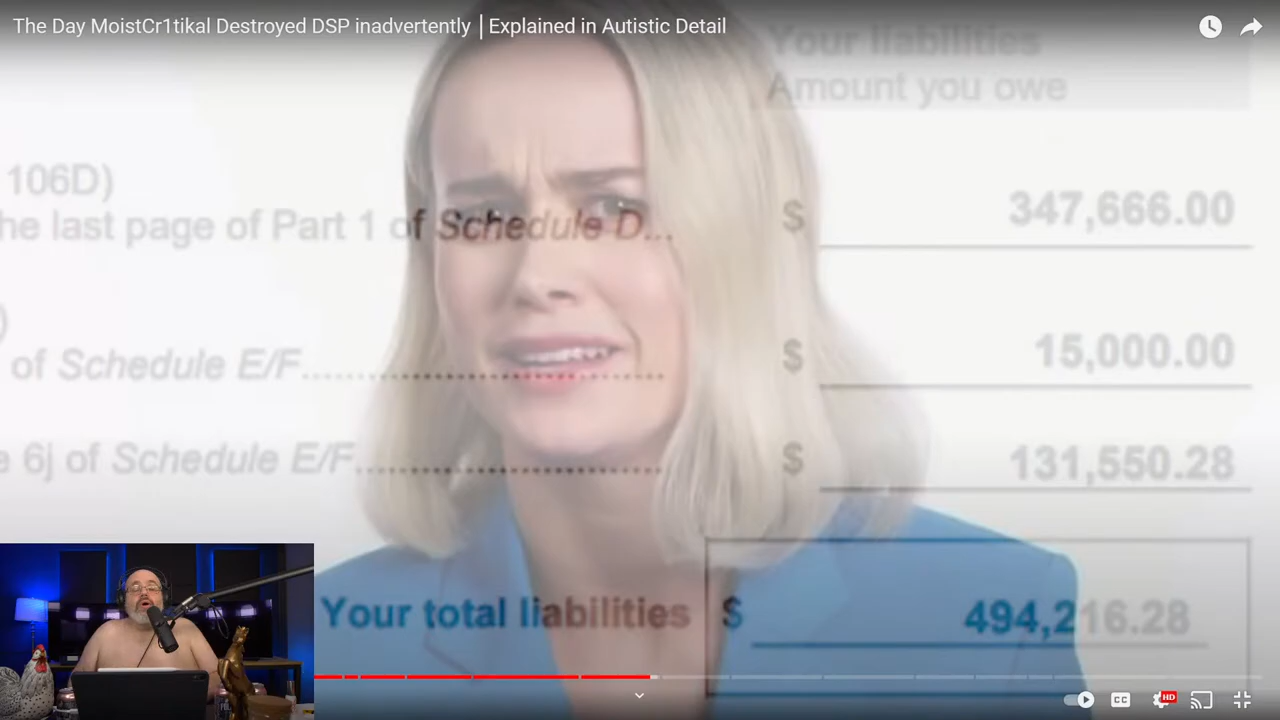 The Day MoistCr1tikal Destroyed DSP inadvertently | Explained in Autistic Detail
Your liabilities
Amount you owe
106D)
he last page of Part 1 of Schedule D... $ 347,666.00
)
of Schedule E/F........................................ $ 15,000.00
e 6j of Schedule E/F.................................. $ 131,550.28
Your total liabilities $ 494,216.28
CC
HD